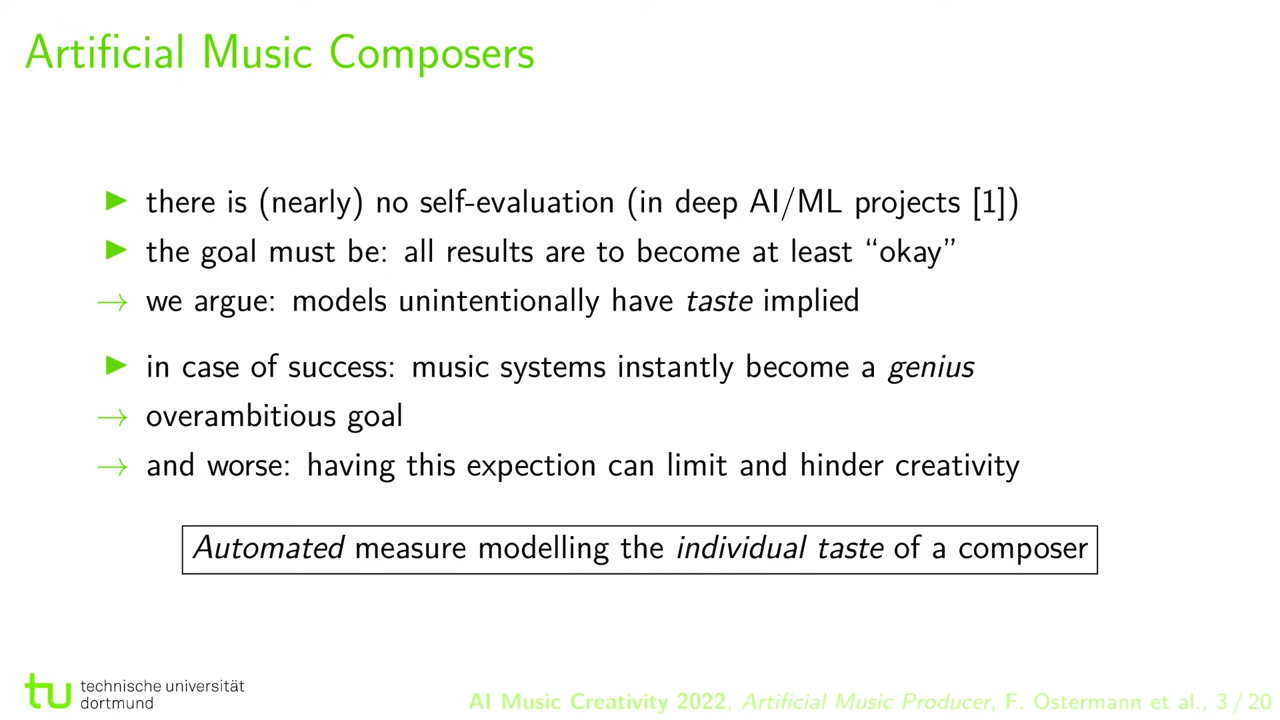 Artificial Music Composers
▶ there is (nearly) no self-evaluation (in deep AI/ML projects [1])
▶ the goal must be: all results are to become at least “okay”
→ we argue: models unintentionally have taste implied
▶ in case of success: music systems instantly become a genius
→ overambitious goal
→ and worse: having this expection can limit and hinder creativity
Automated measure modelling the individual taste of a composer
tu technische universität
dortmund
AI Music Creativity 2022, Artificial Music Producer, F. Ostermann et al., 3 / 20